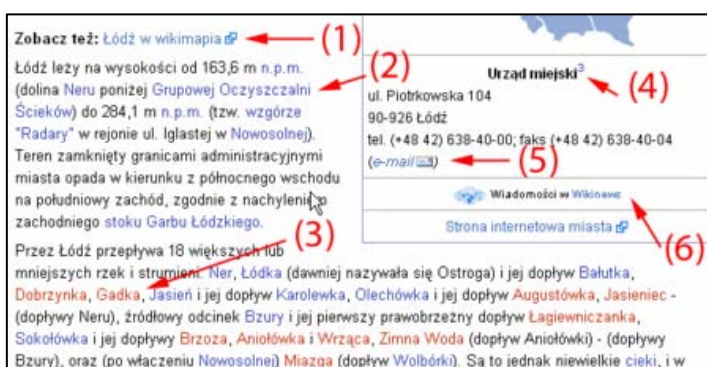 Zobacz też: Łódź w wikimapia
(1)
Łódź leży na wysokości od 163,6 m n.p.m.
(2)
(dolina Neru poniżej Grupowej Oczyszczalni
Ścieków) do 284,1 m n.p.m. (tzw. wzgórze
"Radary" w rejonie ul. Iglastej w Nowosolnej).
Teren zamknięty granicami administracyjnymi
miasta opada w kierunku z północnego wschodu
na południowy zachód, zgodnie z nachyleniem
zachodniego stoku Garbu Łódzkiego.
(3)
Przez Łódź przepływa 18 większych lub
mniejszych rzek i strumieni: Ner, Łódka (dawniej nazywała się Ostroga) i jej dopływ Bałutka,
Dobrzynka, Gadka, Jasień i jej dopływ Karolewka, Olechówka i jej dopływ Augustówka, Jasieniec -
(dopływy Neru), źródłowy odcinek Bzury i jej pierwszy prawobrzeżny dopływ Łagiewniczanka,
Sokołówka i jej dopływy Brzoza, Aniołówka i Wrząca, Zimna Woda (dopływ Aniołówki) - (dopływy
Bzury), oraz (po włączeniu Nowosolnej) Miazga (dopływ Wolbórki). Są to jednak niewielkie cieki, i w
Urząd miejski3
(4)
ul. Piotrkowska 104
90-926 Łódź
tel. (+48 42) 638-40-00; faks (+48 42) 638-40-04
(e-mail)
(5)
Wiadomości w Wikinews
(6)
Strona internetowa miasta